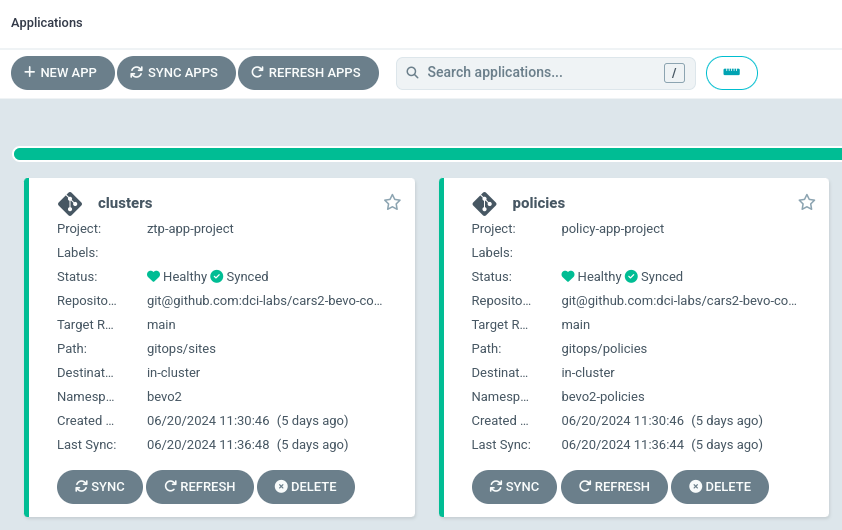 Applications
NEW APP SYNC APPS REFRESH APPS Search applications... /
clusters
Project: ztp-app-project
Labels:
Status: Healthy Synced
Reposito... git@github.com:dci-labs/cars2-bevo-co...
Target R... main
Path: gitops/sites
Destinat... in-cluster
Namesp... bevo2
Created ... 06/20/2024 11:30:46 (5 days ago)
Last Sync: 06/20/2024 11:36:48 (5 days ago)
SYNC REFRESH DELETE
policies
Project: policy-app-project
Labels:
Status: Healthy Synced
Reposito... git@github.com:dci-labs/cars2-bevo-co...
Target R... main
Path: gitops/policies
Destinat... in-cluster
Namesp... bevo2-policies
Created ... 06/20/2024 11:30:46 (5 days ago)
Last Sync: 06/20/2024 11:36:44 (5 days ago)
SYNC REFRESH DELETE